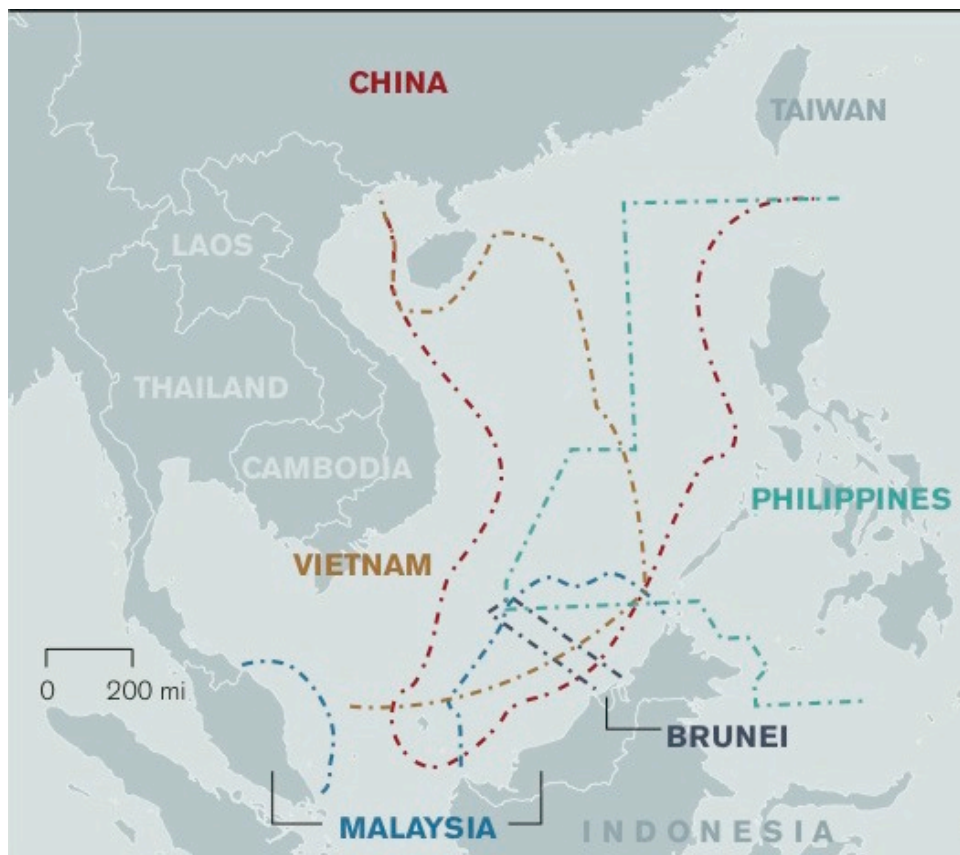 CHINA
TAIWAN
LAOS
THAILAND
CAMBODIA
PHILIPPINES
VIETNAM
0 200 mi
BRUNEI
MALAYSIA
INDONESIA